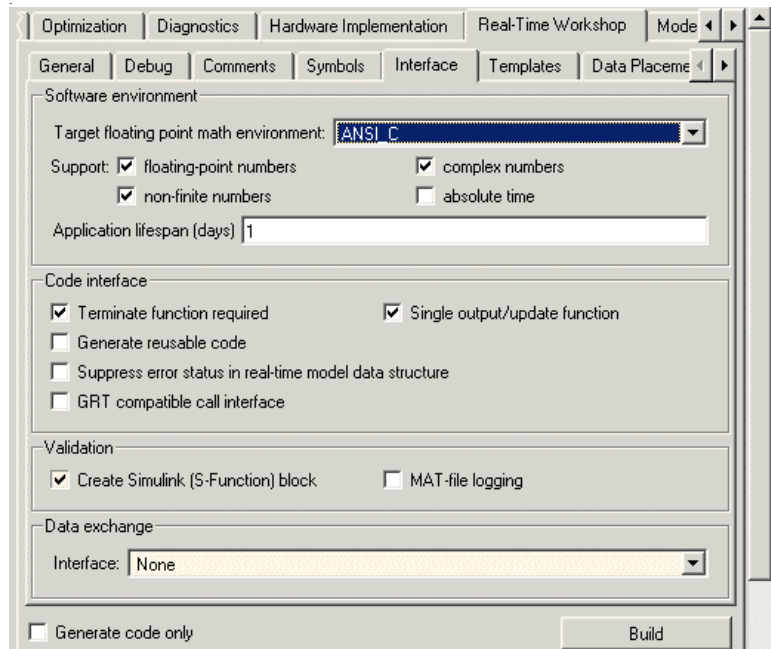 Optimization Diagnostics Hardware Implementation Real-Time Workshop Mode
General Debug Comments Symbols Interface Templates Data Placeme
Software environment
Target floating point math environment: ANSI_C
Support: floating-point numbers complex numbers
non-finite numbers absolute time
Application lifespan (days) 1
Code interface
Terminate function required Single output/update function
Generate reusable code
Suppress error status in real-time model data structure
GRT compatible call interface
Validation
Create Simulink (S-Function) block MAT-file logging
Data exchange
Interface: None
Generate code only Build